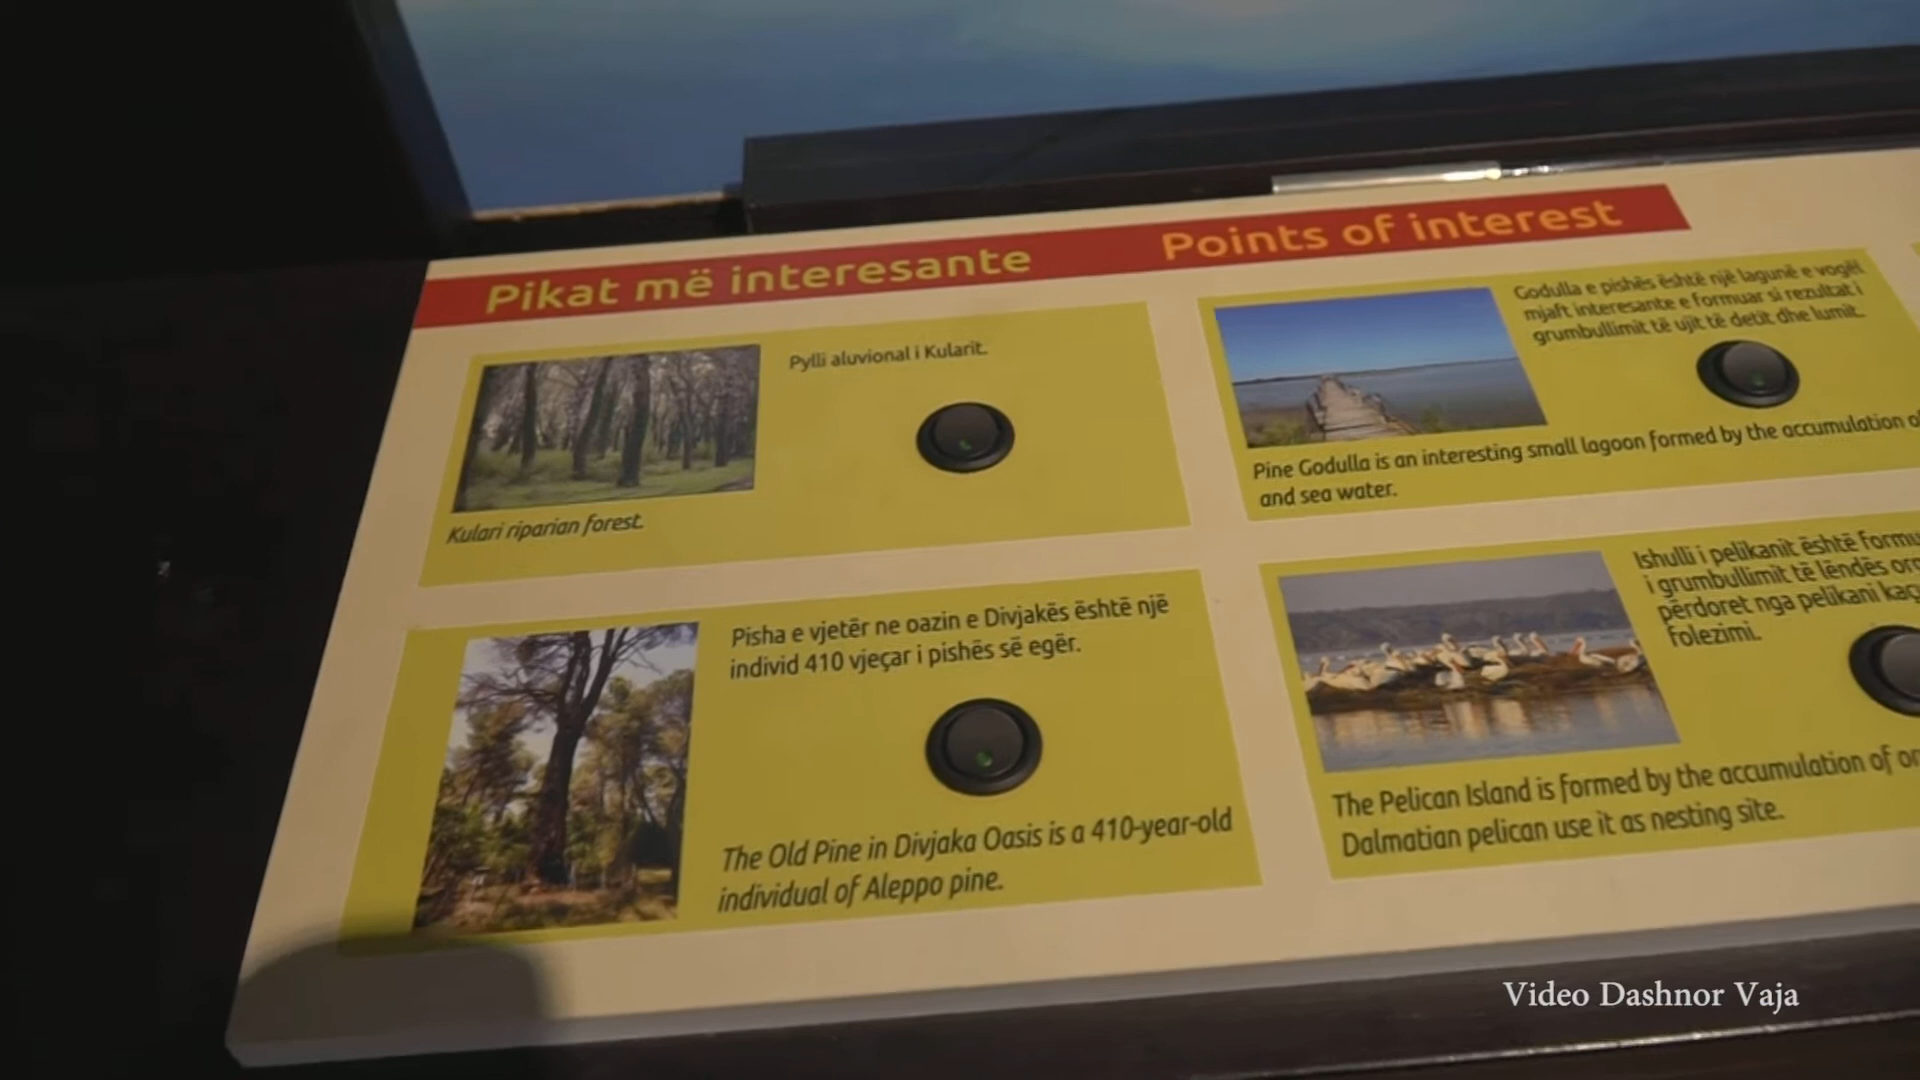 Pikat më interesante
Points of interest
Pylli aluvional i Kularit.
Kulari riparian forest.
Godulla e pishës është një lagunë e vogël
mjaft interesante e formuar si rezultat i
grumbullimit të ujit të detit dhe lumit.
Pine Godulla is an interesting small lagoon formed by the accumulation
and sea water.
Pisha e vjetër ne oazin e Divjakës është një
individ 410 vjeçar i pishës së egër.
The Old Pine in Divjaka Oasis is a 410-year-old
individual of Aleppo pine.
Ishulli i pelikanit është
i grumbullimit të lëndës
përdoret nga pelikani
folezimi.
The Pelican Island is formed by the accumulation of
Dalmatian pelican use it as nesting site.
Video Dashnor Vaja